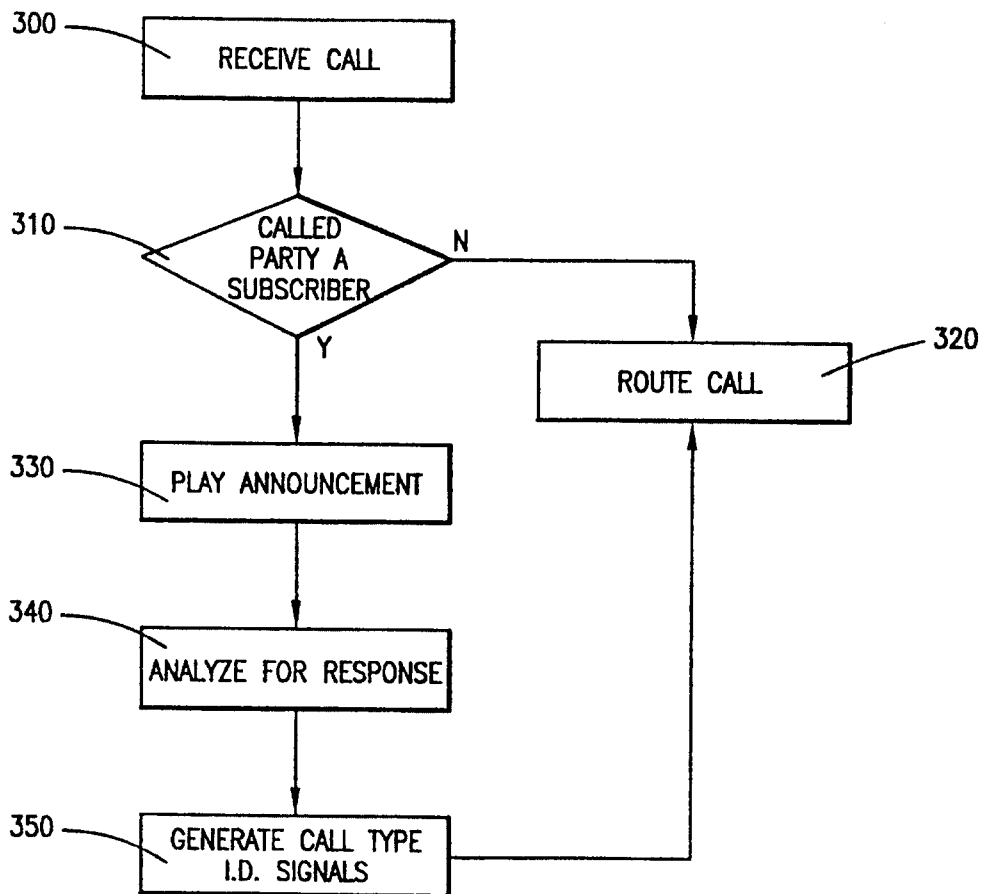 300
RECEIVE CALL
310
CALLED
PARTY A
SUBSCRIBER
N
Y
320
ROUTE CALL
330
PLAY ANNOUNCEMENT
340
ANALYZE FOR RESPONSE
350
GENERATE CALL TYPE
I.D. SIGNALS